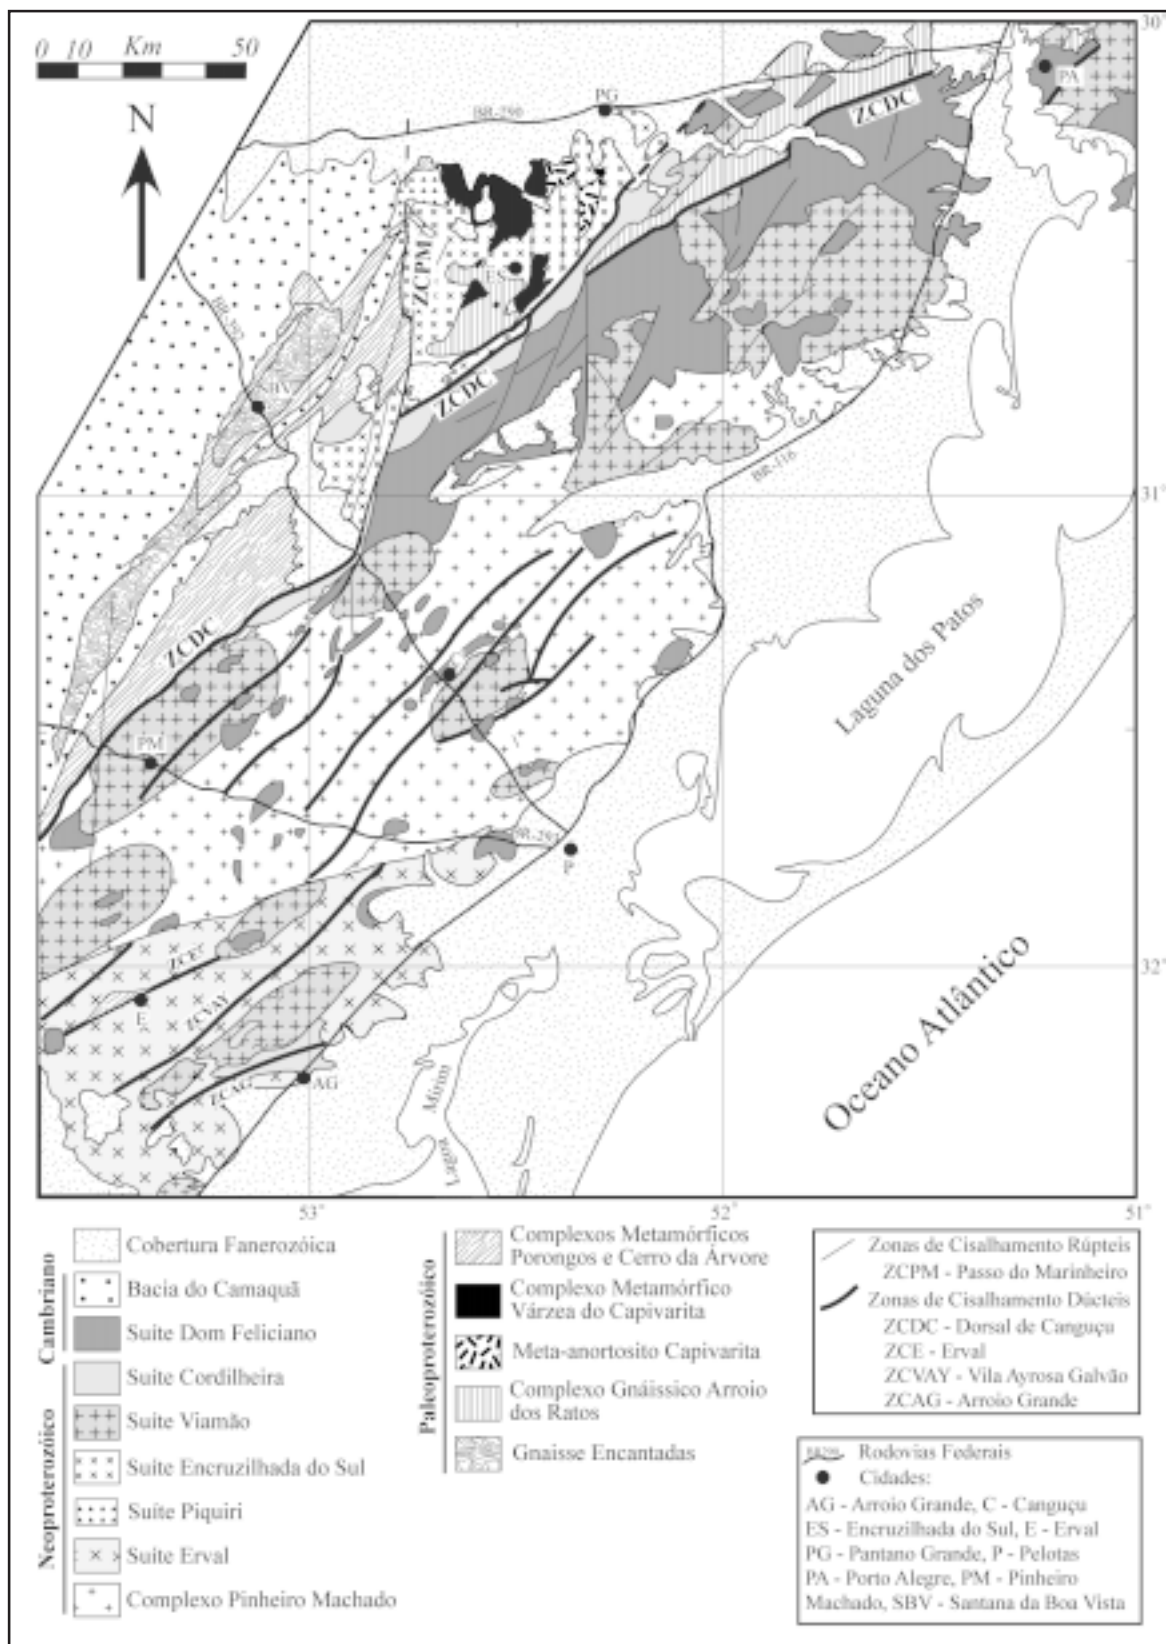 0 10 Km 50
30°
N
PG
PA
BR-290
ZCDC
ZCPM
ES
BR-392
SBV
ZCDC
BR-116
31°
ZCDC
Laguna dos Patos
PM
BR-293
P
ZCE
Oceano Atlântico
32°
E
ZCVAY
ZCAG
AG
Lagoa Mirim
53°
52°
51°
Cobertura Fanerozóica
Cambriano
Bacia do Camaquã
Suíte Dom Feliciano
Neoproterozóico
Suíte Cordilheira
Suíte Viamão
Suíte Encruzilhada do Sul
Suíte Piquiri
Suíte Erval
Complexo Pinheiro Machado
Paleoproterozóico
Complexos Metamórficos
Porongos e Cerro da Árvore
Complexo Metamórfico
Várzea do Capivarita
Meta-anortosito Capivarita
Complexo Gnáissico Arroio
dos Ratos
Gnaisse Encantadas
Zonas de Cisalhamento Rúpteis
ZCPM - Passo do Marinheiro
Zonas de Cisalhamento Dúcteis
ZCDC - Dorsal de Canguçu
ZCE - Erval
ZCVAY - Vila Ayrosa Galvão
ZCAG - Arroio Grande
Rodovias Federais
Cidades:
AG - Arroio Grande, C - Canguçu
ES - Encruzilhada do Sul, E - Erval
PG - Pantano Grande, P - Pelotas
PA - Porto Alegre, PM - Pinheiro
Machado, SBV - Santana da Boa Vista